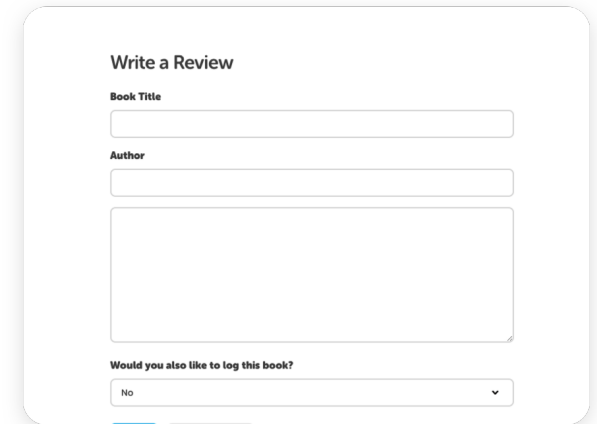 Write a Review
Book Title
Author
Would you also like to log this book?
No